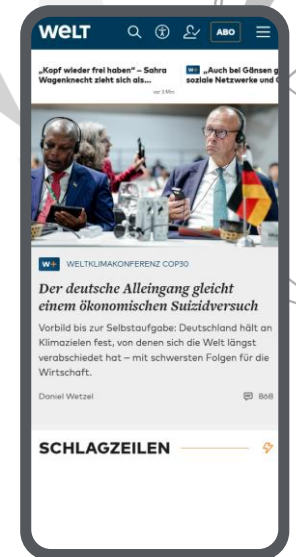 WELT
ABO
„Kopf wieder frei haben“ – Sahra
Wagenknecht zieht sich als...
vor 3 Min.
W+ „Auch bei Gänsen g
soziale Netzwerke und
W+ WELTKLIMAKONFERENZ COP30
Der deutsche Alleingang gleicht
einem ökonomischen Suizidversuch
Vorbild bis zur Selbstaufgabe: Deutschland hält an
Klimazielen fest, von denen sich die Welt längst
verabschiedet hat – mit schwersten Folgen für die
Wirtschaft.
Daniel Wetzel
868
SCHLAGZEILEN